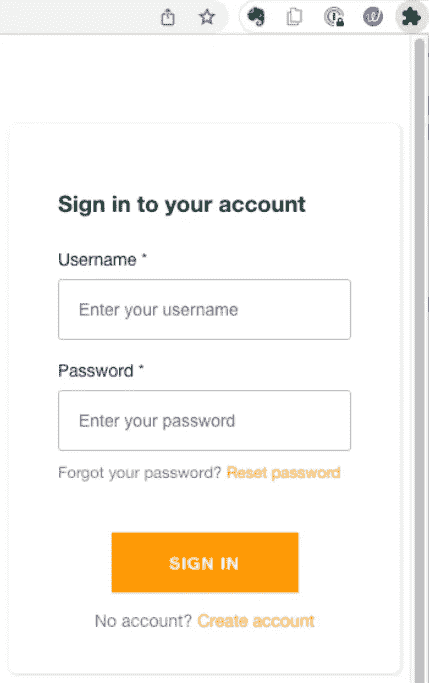 Sign in to your account
Username *
Enter your username
Password *
Enter your password
Forgot your password? Reset password
SIGN IN
No account? Create account